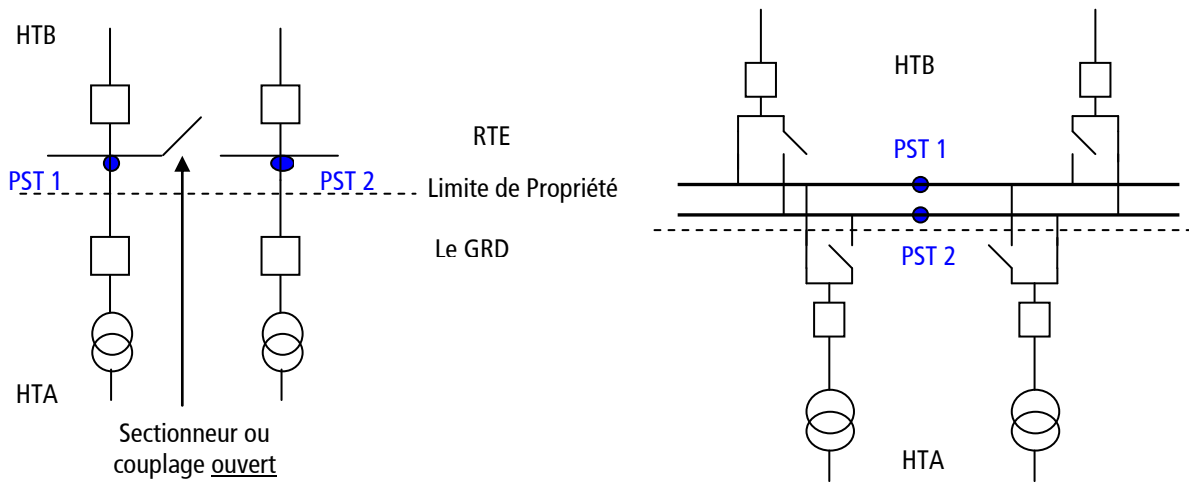 HTB
RTE
PST 1
PST 2
Limite de Propriété
Le GRD
HTA
Sectionneur ou
couplage ouvert
HTB
PST 1
PST 2
HTA